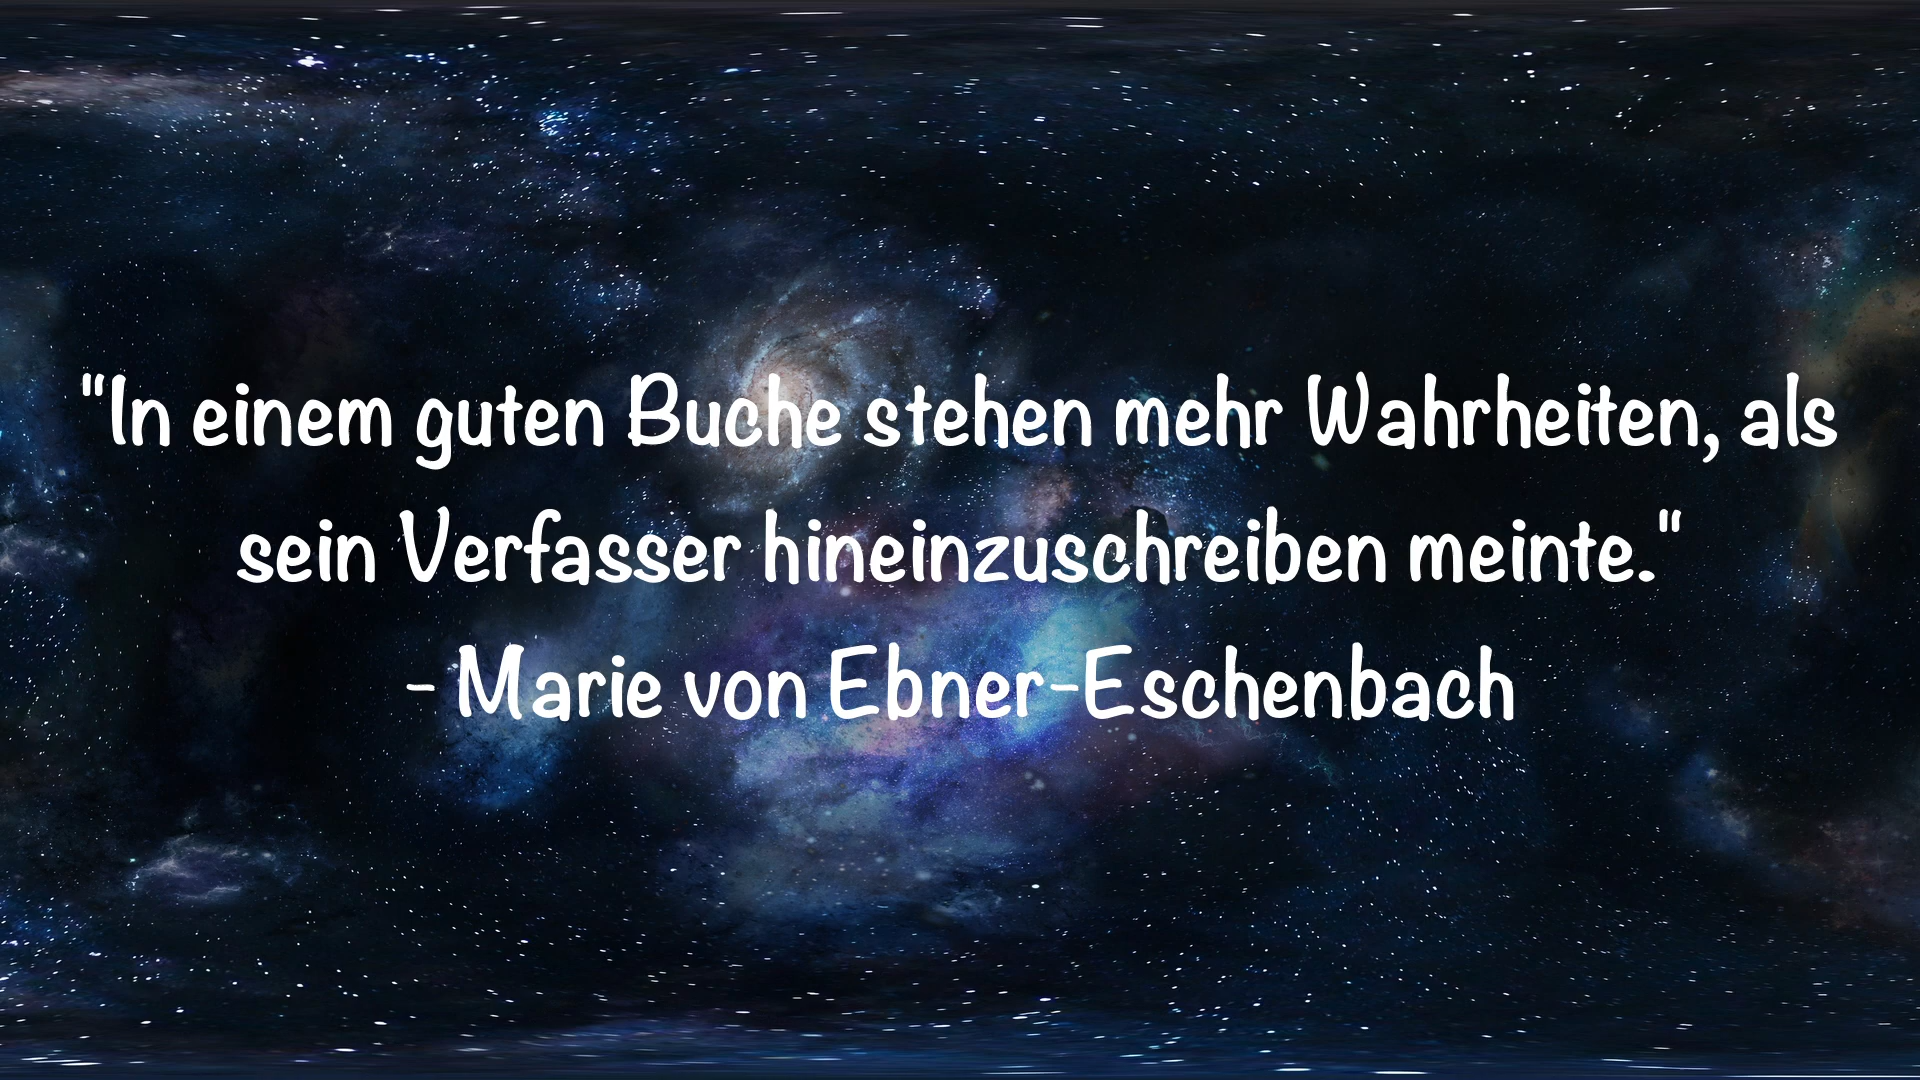 "In einem guten Buche stehen mehr Wahrheiten, als
sein Verfasser hineinzuschreiben meinte."
- Marie von Ebner-Eschenbach